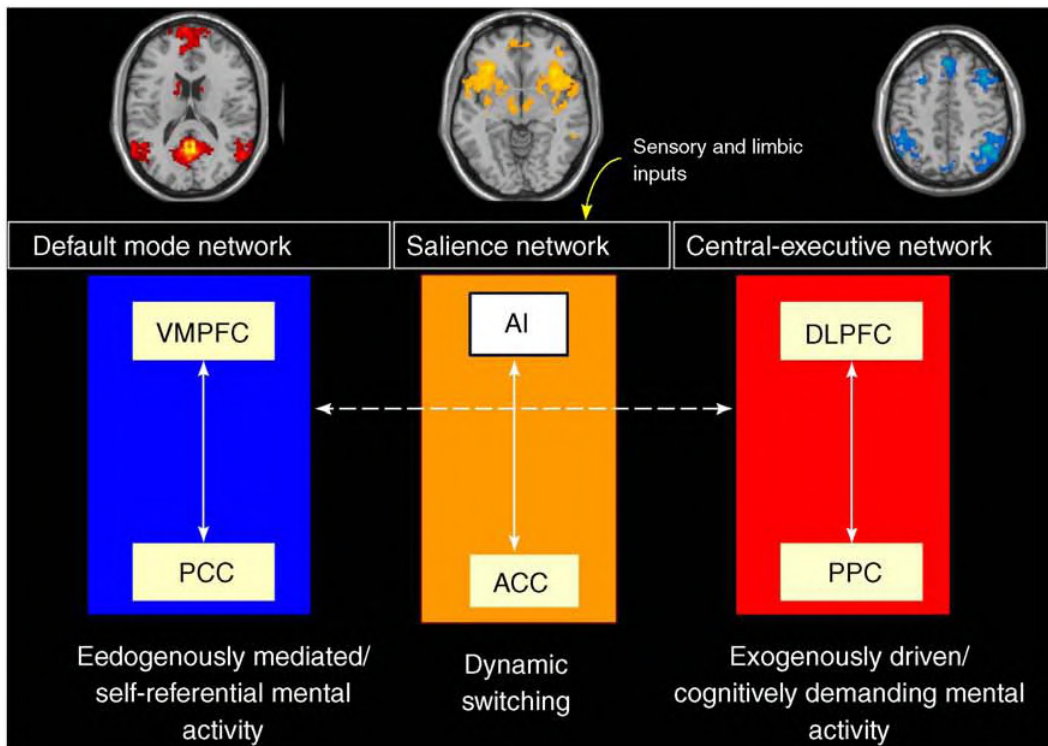 Sensory and limbic
inputs
Default mode network
Salience network
Central-executive network
VMPFC
AI
DLPFC
PCC
ACC
PPC
Eedogenously mediated/
self-referential mental
activity
Dynamic
switching
Exogenously driven/
cognitively demanding mental
activity